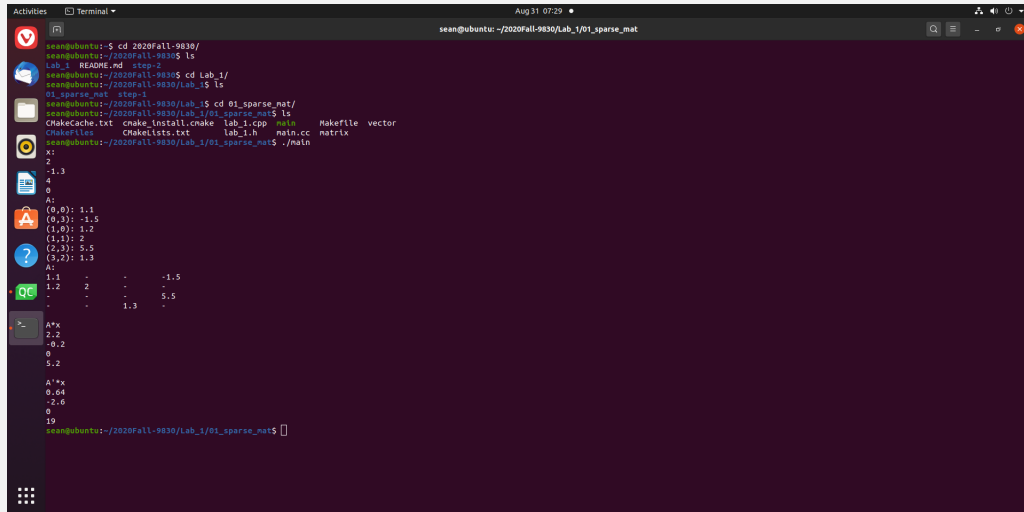 Activities Terminal Aug 31 07:29
sean@ubuntu: ~/2020Fall-9830/Lab_1/01_sparse_mat
sean@ubuntu:~$ cd 2020Fall-9830/
sean@ubuntu:~/2020Fall-9830$ ls
Lab_1 README.md step-2
sean@ubuntu:~/2020Fall-9830$ cd Lab_1/
sean@ubuntu:~/2020Fall-9830/Lab_1$ ls
01_sparse_mat step-1
sean@ubuntu:~/2020Fall-9830/Lab_1$ cd 01_sparse_mat/
sean@ubuntu:~/2020Fall-9830/Lab_1/01_sparse_mat$ ls
CMakeCache.txt cmake_install.cmake lab_1.cpp main Makefile vector
CMakeFiles CMakeLists.txt lab_1.h main.cc matrix
sean@ubuntu:~/2020Fall-9830/Lab_1/01_sparse_mat$ ./main
x:
2
-1.3
4
0
A:
(0,0): 1.1
(0,3): -1.5
(1,0): 1.2
(1,1): 2
(2,3): 5.5
(3,2): 1.3
A:
1.1 - - -1.5
1.2 2 - -
- - - 5.5
- - 1.3 -
A*x
2.2
-0.2
0
5.2
A'*x
0.64
-2.6
0
19
sean@ubuntu:~/2020Fall-9830/Lab_1/01_sparse_mat$
QC